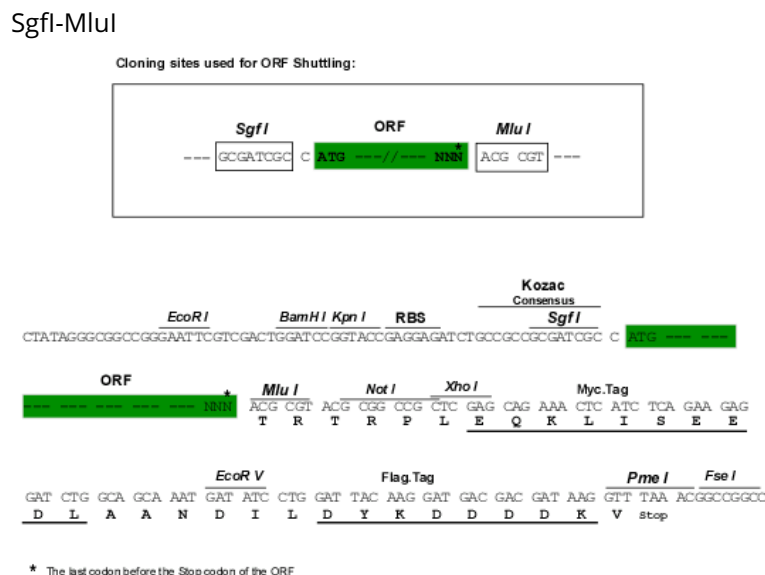 SgfI-MluI
Cloning sites used for ORF Shuttling:
Sgf I ORF Mlu I
*
--- GCGATCGC C ATG ---//--- NNN ACG CGT ---
Kozac
Consensus
EcoR I BamH I Kpn I RBS Sgf I
CTATAGGGCGGCCGGGAATTCGTCGACTGGATCCGGTACCGAGGAGATCTGCCGCCGCGATCGC C ATG --- ---
ORF
* Mlu I Not I Xho I Myc.Tag
--- --- --- --- --- --- NNN ACG CGT ACG CGG CCG CTC GAG CAG AAA CTC ATC TCA GAA GAG
T R T R P L E Q K L I S E E
EcoR V Flag.Tag Pme I Fse I
GAT CTG GCA GCA AAT GAT ATC CTG GAT TAC AAG GAT GAC GAC GAT AAG GTT TAA ACGGCCGGCC
D L A A N D I L D Y K D D D D K V Stop
* The last codon before the Stop codon of the ORF